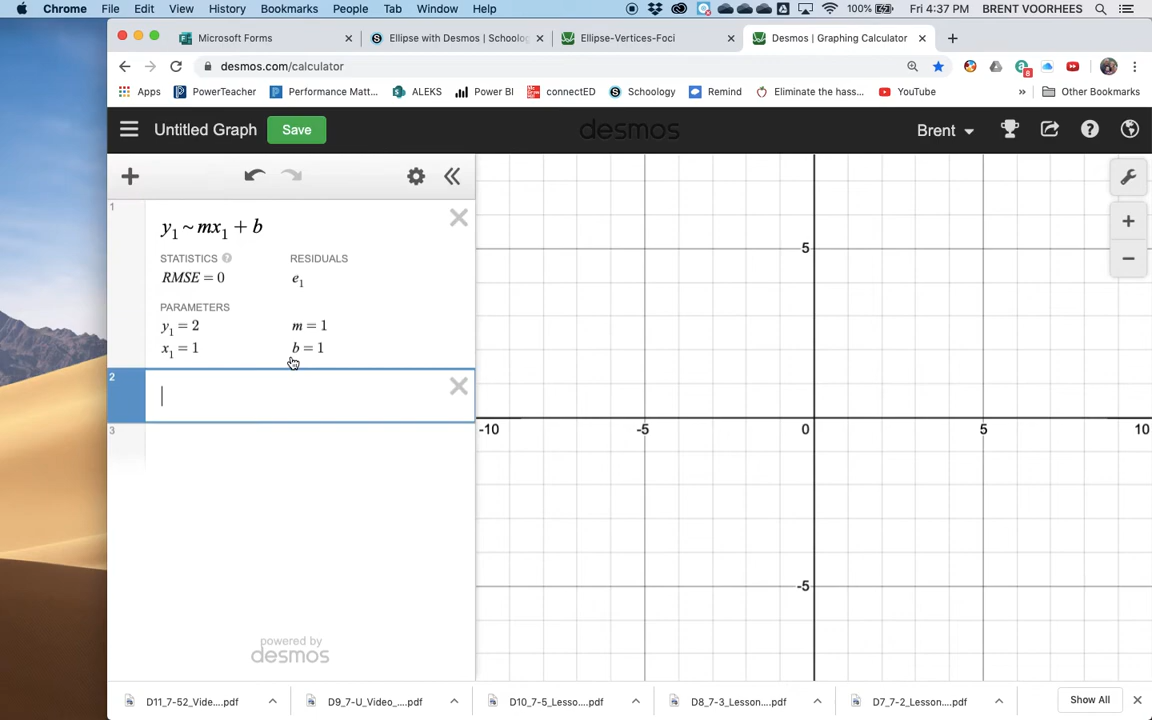 Chrome File Edit View History Bookmarks People Tab Window Help 100% Fri 4:37 PM BRENT VOORHEES
Microsoft Forms
Ellipse with Desmos | Schoolog
Ellipse-Vertices-Foci
Desmos | Graphing Calculator
desmos.com/calculator
8
Apps PowerTeacher Performance Matt... ALEKS Power BI connectED Schoology Remind Eliminate the hass... YouTube » Other Bookmarks
Untitled Graph Save desmos Brent
1
y₁ ~ mx₁ + b
STATISTICS RESIDUALS
RMSE = 0 e₁
PARAMETERS
y₁ = 2 m = 1
x₁ = 1 b = 1
2
3
5
-10 -5 0 5 10
-5
powered by
desmos
D11_7-52_Vide....pdf D9_7-U_Video_....pdf D10_7-5_Lesso....pdf D8_7-3_Lesson....pdf D7_7-2_Lesson....pdf Show All